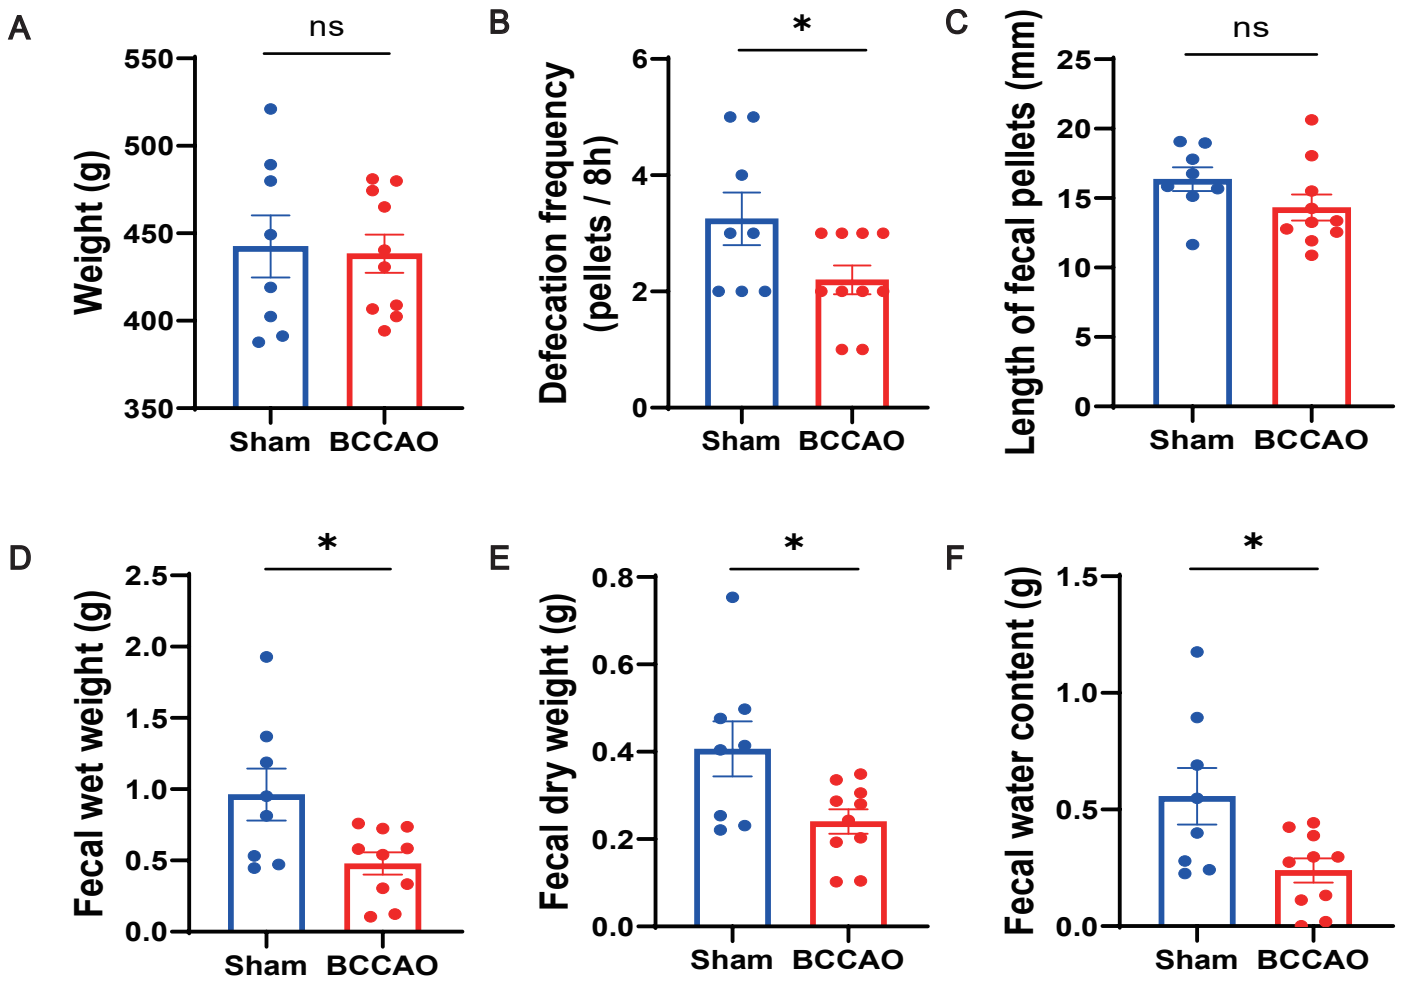 A
ns
Weight (g)
550
500
450
400
350
Sham BCCAO
B
*
Defecation frequency
(pellets / 8h)
6
4
2
0
Sham BCCAO
C
ns
Length of fecal pellets (mm)
25
20
15
10
5
0
Sham BCCAO
D
*
Fecal wet weight (g)
2.5
2.0
1.5
1.0
0.5
0.0
Sham BCCAO
E
*
Fecal dry weight (g)
0.8
0.6
0.4
0.2
0.0
Sham BCCAO
F
*
Fecal water content (g)
1.5
1.0
0.5
0.0
Sham BCCAO